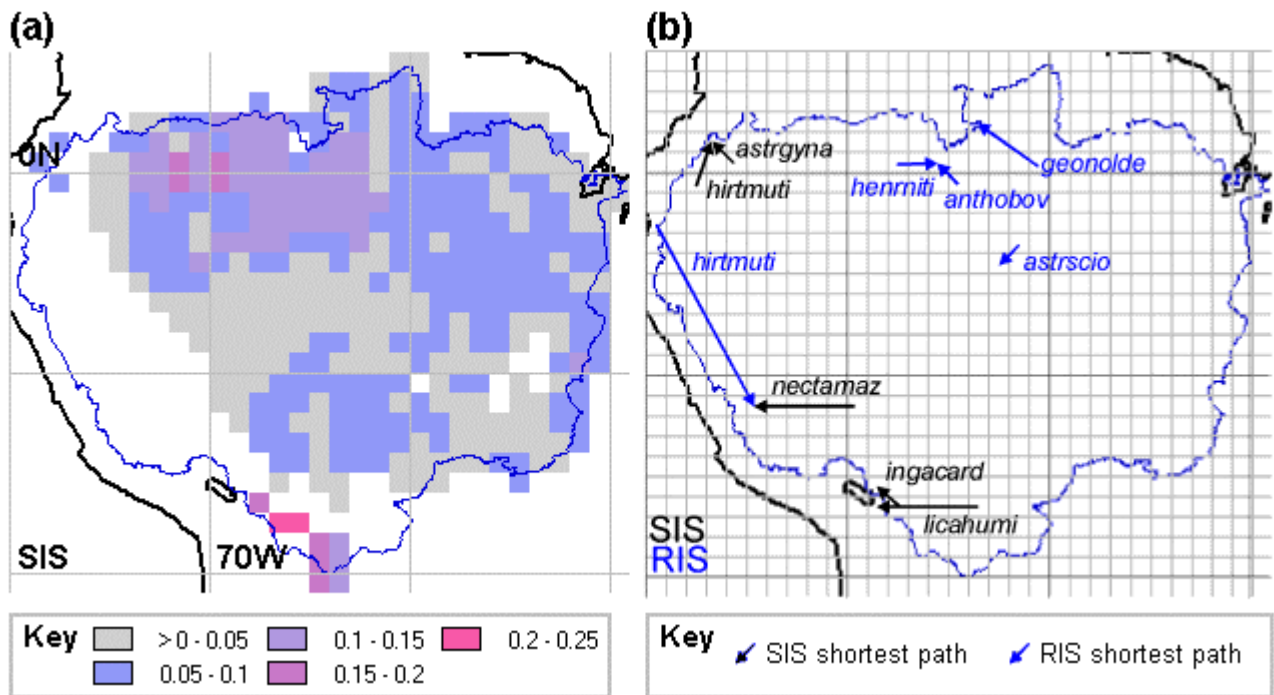 (a)
0N
SIS
70W
Key
>0 - 0.05
0.1 - 0.15
0.2 - 0.25
0.05 - 0.1
0.15 - 0.2
(b)
astrgyna
hirtmuti
geonolde
henrniti
anthobov
hirtmuti
astrscio
nectamaz
ingacard
licahumi
SIS
RIS
Key
SIS shortest path
RIS shortest path